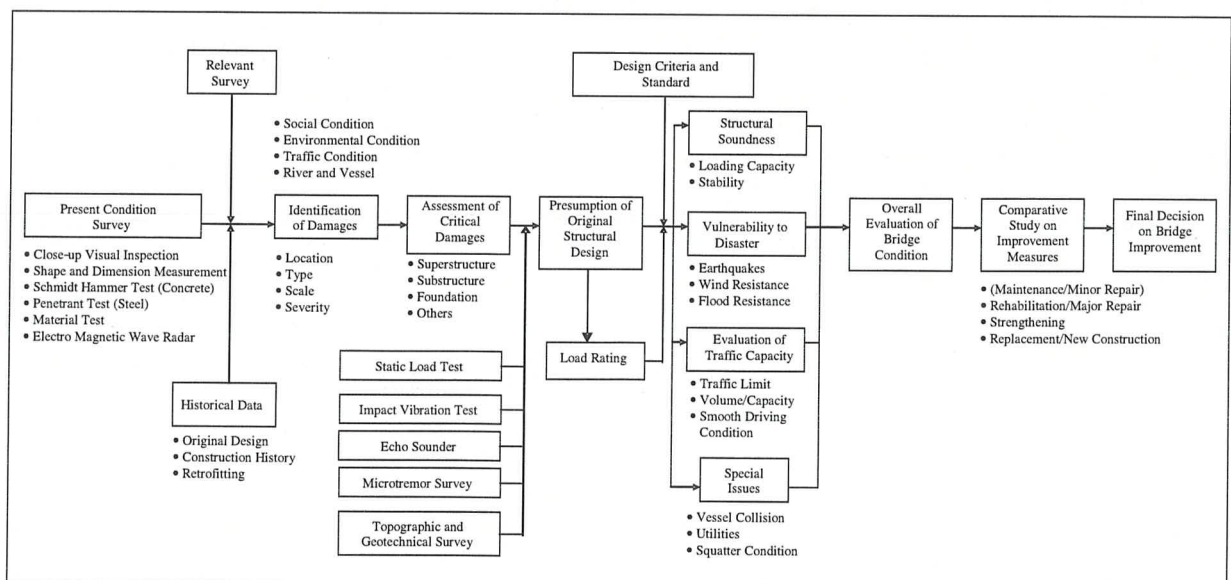 Relevant
Survey
Design Criteria and
Standard
• Social Condition
• Environmental Condition
• Traffic Condition
• River and Vessel
Present Condition
Survey
• Close-up Visual Inspection
• Shape and Dimension Measurement
• Schmidt Hammer Test (Concrete)
• Penetrant Test (Steel)
• Material Test
• Electro Magnetic Wave Radar
Historical Data
• Original Design
• Construction History
• Retrofitting
Identification
of Damages
• Location
• Type
• Scale
• Severity
Assessment of
Critical
Damages
• Superstructure
• Substructure
• Foundation
• Others
Static Load Test
Impact Vibration Test
Echo Sounder
Microtremor Survey
Topographic and
Geotechnical Survey
Presumption of
Original
Structural
Design
Load Rating
Structural
Soundness
• Loading Capacity
• Stability
Vulnerability to
Disaster
• Earthquakes
• Wind Resistance
• Flood Resistance
Evaluation of
Traffic Capacity
• Traffic Limit
• Volume/Capacity
• Smooth Driving
Condition
Special
Issues
• Vessel Collision
• Utilities
• Squatter Condition
Overall
Evaluation of
Bridge
Condition
Comparative
Study on
Improvement
Measures
• (Maintenance/Minor Repair)
• Rehabilitation/Major Repair
• Strengthening
• Replacement/New Construction
Final Decision
on Bridge
Improvement